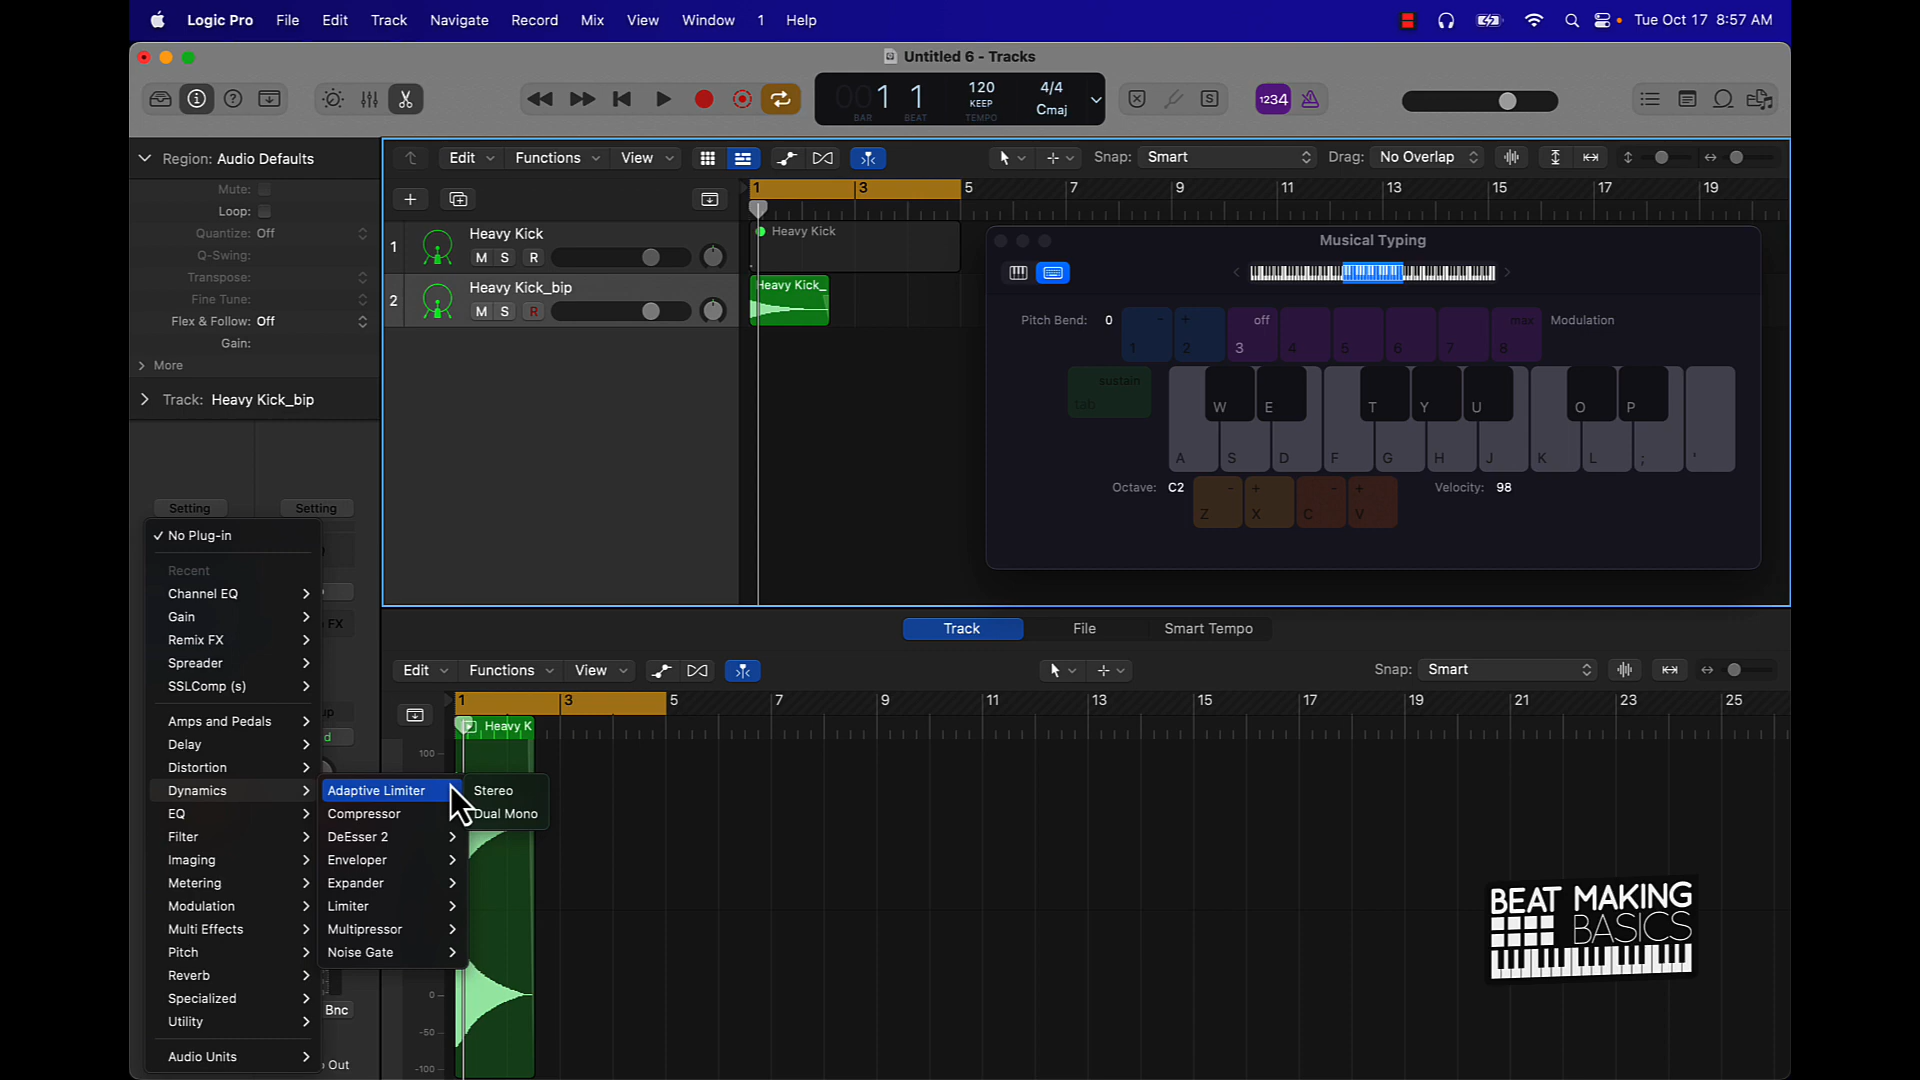 Logic Pro File Edit Track Navigate Record Mix View Window 1 Help
Tue Oct 17 8:57 AM
Untitled 6 - Tracks
1 1
BAR BEAT
120
KEEP
TEMPO
4/4
Cmaj
S
1234
Region: Audio Defaults
Mute:
Loop:
Quantize: Off
Q-Swing:
Transpose:
Fine Tune:
Flex & Follow: Off
Gain:
More
Track: Heavy Kick_bip
Setting Setting
Edit Functions View
Snap: Smart
Drag: No Overlap
1 3 5 7 9 11 13 15 17 19
1 Heavy Kick
M S R
Heavy Kick
2 Heavy Kick_bip
M S R
Heavy Kick_
Musical Typing
Pitch Bend: 0
- + off max Modulation
1 2 3 4 5 6 7 8
sustain
tab
W E T Y U O P
A S D F G H J K L ; '
Octave: C2
- + - +
Z X C V
Velocity: 98
✓ No Plug-in
Recent
Channel EQ
Gain
Remix FX
Spreader
SSLComp (s)
Amps and Pedals
Delay
Distortion
Dynamics
EQ
Filter
Imaging
Metering
Modulation
Multi Effects
Pitch
Reverb
Specialized
Utility
Audio Units
Adaptive Limiter
Compressor
DeEsser 2
Enveloper
Expander
Limiter
Multipressor
Noise Gate
Stereo
Dual Mono
FX
Bnc
Out
Track File Smart Tempo
Edit Functions View
Snap: Smart
1 3 5 7 9 11 13 15 17 19 21 23 25
Heavy K
100
0
-50
-100
BEAT MAKING
BASICS